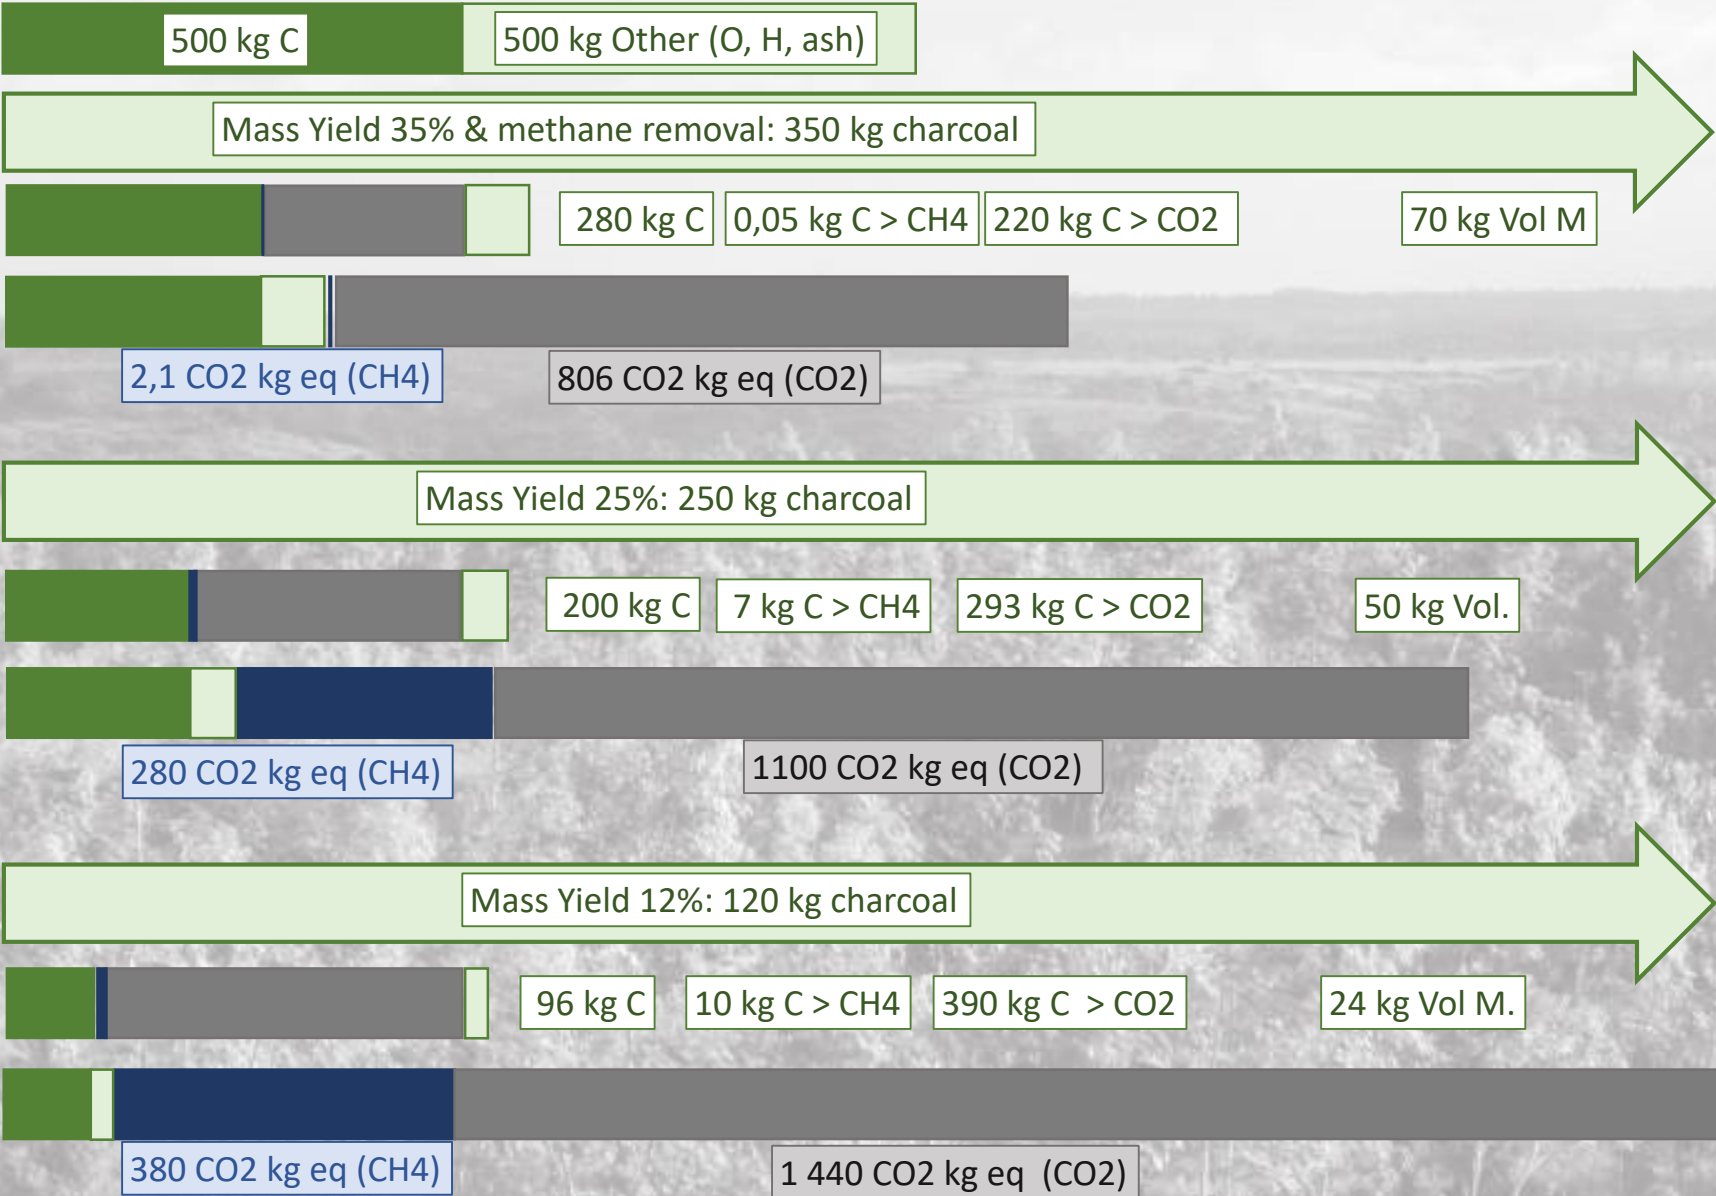 500 kg C
500 kg Other (O, H, ash)
Mass Yield 35% & methane removal: 350 kg charcoal
280 kg C
0,05 kg C > CH4
220 kg C > CO2
70 kg Vol M
2,1 CO2 kg eq (CH4)
806 CO2 kg eq (CO2)
Mass Yield 25%: 250 kg charcoal
200 kg C
7 kg C > CH4
293 kg C > CO2
50 kg Vol.
280 CO2 kg eq (CH4)
1100 CO2 kg eq (CO2)
Mass Yield 12%: 120 kg charcoal
96 kg C
10 kg C > CH4
390 kg C > CO2
24 kg Vol M.
380 CO2 kg eq (CH4)
1 440 CO2 kg eq (CO2)